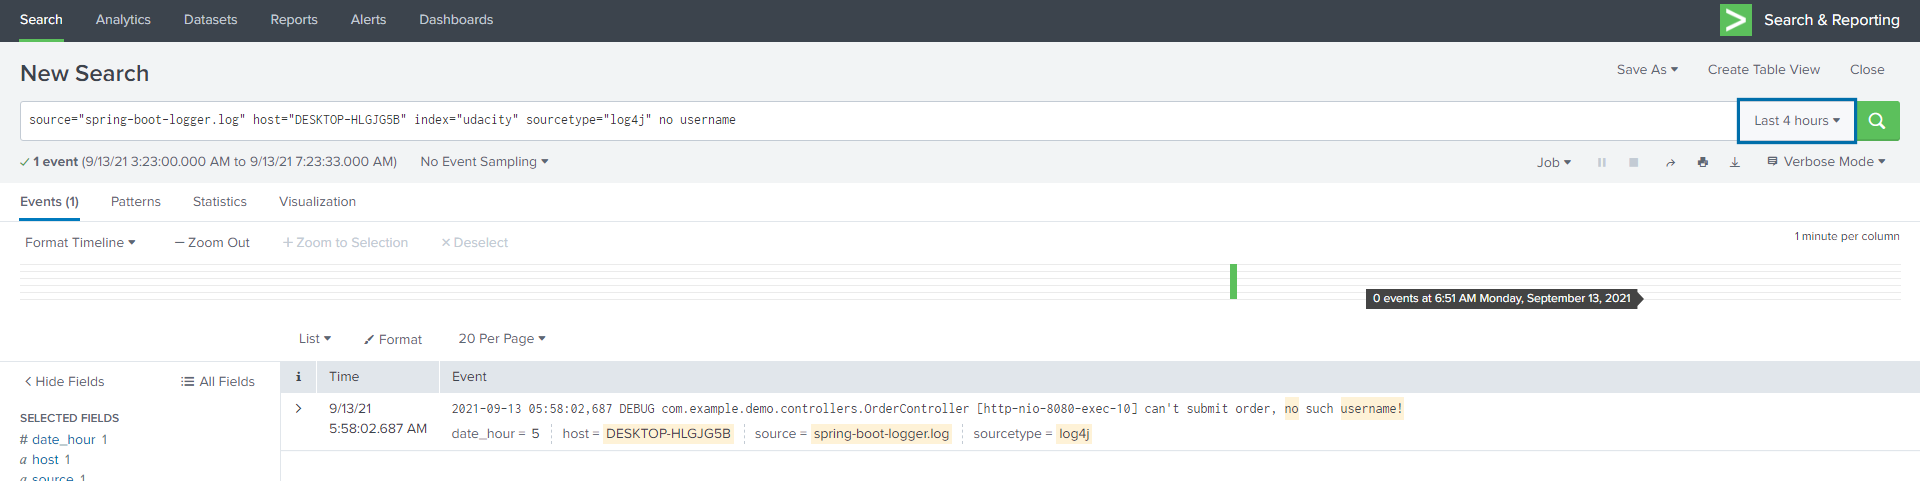 Search Analytics Datasets Reports Alerts Dashboards Search & Reporting
New Search Save As Create Table View Close
source="spring-boot-logger.log" host="DESKTOP-HLGJG5B" index="udacity" sourcetype="log4j" no username Last 4 hours
1 event (9/13/21 3:23:00.000 AM to 9/13/21 7:23:33.000 AM) No Event Sampling Job Verbose Mode
Events (1) Patterns Statistics Visualization
Format Timeline — Zoom Out + Zoom to Selection × Deselect 1 minute per column
0 events at 6:51 AM Monday, September 13, 2021
List Format 20 Per Page
< Hide Fields All Fields i Time Event
SELECTED FIELDS
# date_hour 1
a host 1
a source 1
> 9/13/21 2021-09-13 05:58:02,687 DEBUG com.example.demo.controllers.OrderController [http-nio-8080-exec-10] can't submit order, no such username!
5:58:02.687 AM date_hour = 5 host = DESKTOP-HLGJG5B source = spring-boot-logger.log sourcetype = log4j